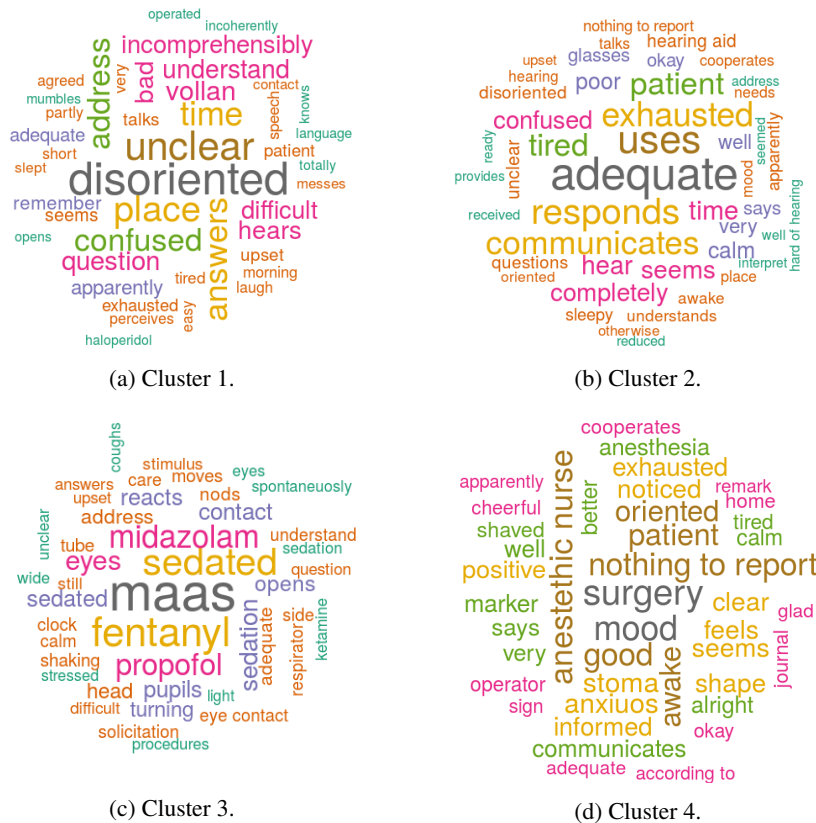 operated
incoherently
incomprehensibly
address
very
bad
understand
agreed
vollan
contact
mumbles
time
speech
knows
partly
talks
language
adequate
unclear
patient
short
totally
slept
disoriented
messes
remember
place
answers
difficult
seems
hears
opens
confused
upset
question
morning
tired
laugh
apparently
exhausted
easy
perceives
haloperidol
(a) Cluster 1.
nothing to report
talks
hearing aid
glasses
okay
upset
cooperates
hearing
poor
patient
address
disoriented
needs
confused
exhausted
ready
tired
uses
well
seemed
apparently
unclear
provides
adequate
mood
received
responds
time
says
very
well
hard of hearing
communicates
calm
questions
hear
seems
interpret
oriented
place
completely
awake
sleepy
understands
otherwise
reduced
(b) Cluster 2.
coughs
stimulus
care
moves
eyes
answers
upset
reacts
nods
spontaneuosly
address
contact
unclear
midazolam
understand
tube
eyes
sedated
sedation
wide
still
question
sedated
maas
opens
clock
fentanyl
sedation
adequate
side
respirator
ketamine
calm
shaking
stressed
propofol
head
pupils
light
difficult
turning
eye contact
solicitation
procedures
(c) Cluster 3.
cooperates
anesthesia
anestethic nurse
exhausted
apparently
better
noticed
remark
home
cheerful
oriented
tired
shaved
patient
calm
well
positive
nothing to report
surgery
marker
clear
glad
says
mood
feels
very
good
awake
seems
journal
operator
stoma
shape
sign
anxiuos
alright
informed
okay
communicates
adequate
according to
(d) Cluster 4.